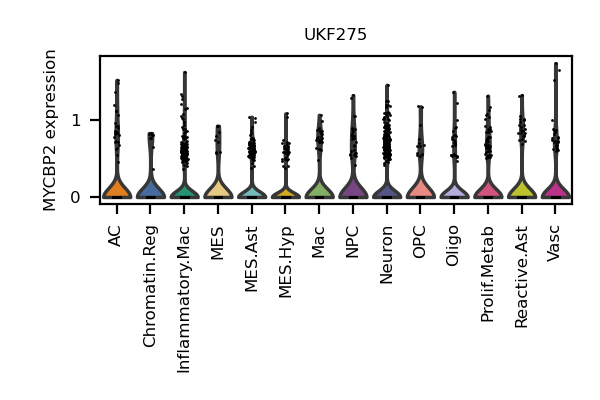 UKF275
MYCBP2 expression
1
0
AC
Chromatin.Reg
Inflammatory.Mac
MES
MES.Ast
MES.Hyp
Mac
NPC
Neuron
OPC
Oligo
Prolif.Metab
Reactive.Ast
Vasc